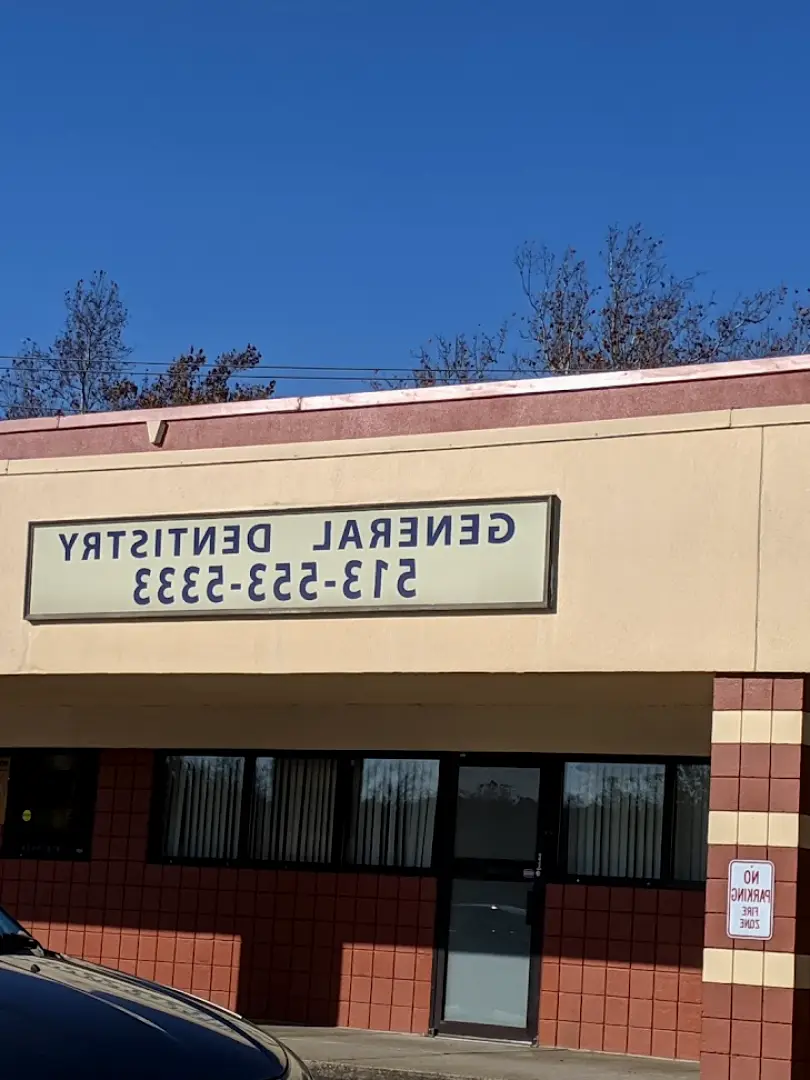 GENERAL DENTISTRY
513-553-5333
NO
PARKING
FIRE
ZONE